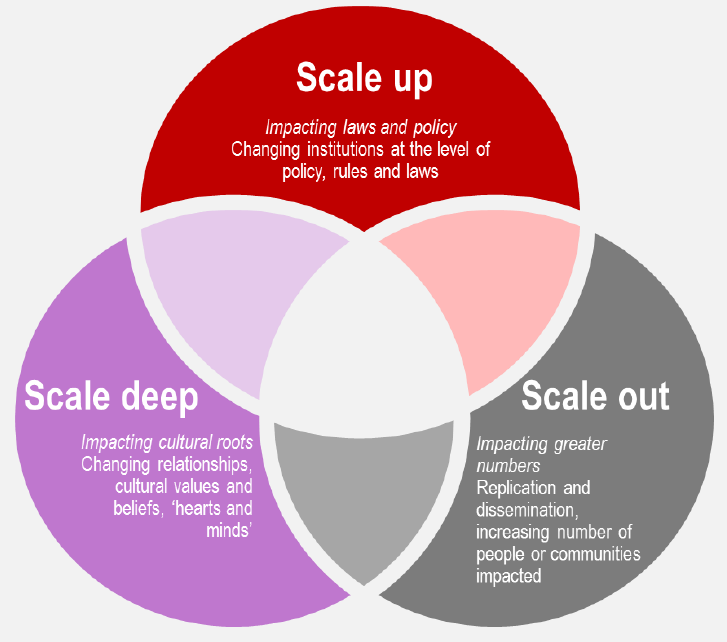 Scale up
Impacting laws and policy
Changing institutions at the level of
policy, rules and laws
Scale deep
Impacting cultural roots
Changing relationships,
cultural values and
beliefs, ‘hearts and
minds’
Scale out
Impacting greater
numbers
Replication and
dissemination,
increasing number of
people or communities
impacted